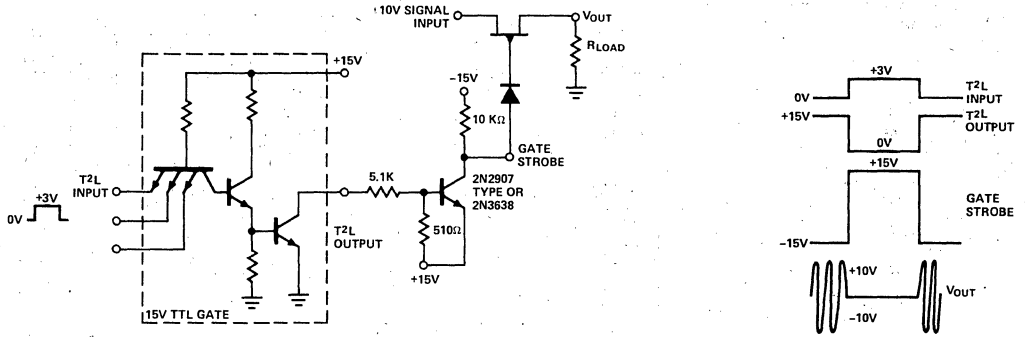 10V SIGNAL
INPUT
VOUT
RLOAD
+15V
-15V
10 KΩ
GATE
STROBE
T2L
INPUT
+3V
0V
5.1K
2N2907
TYPE OR
2N3638
510Ω
T2L
OUTPUT
+15V
15V TTL GATE
+3V
0V
T2L
INPUT
+15V
T2L
OUTPUT
0V
+15V
GATE
STROBE
-15V
+10V
VOUT
-10V